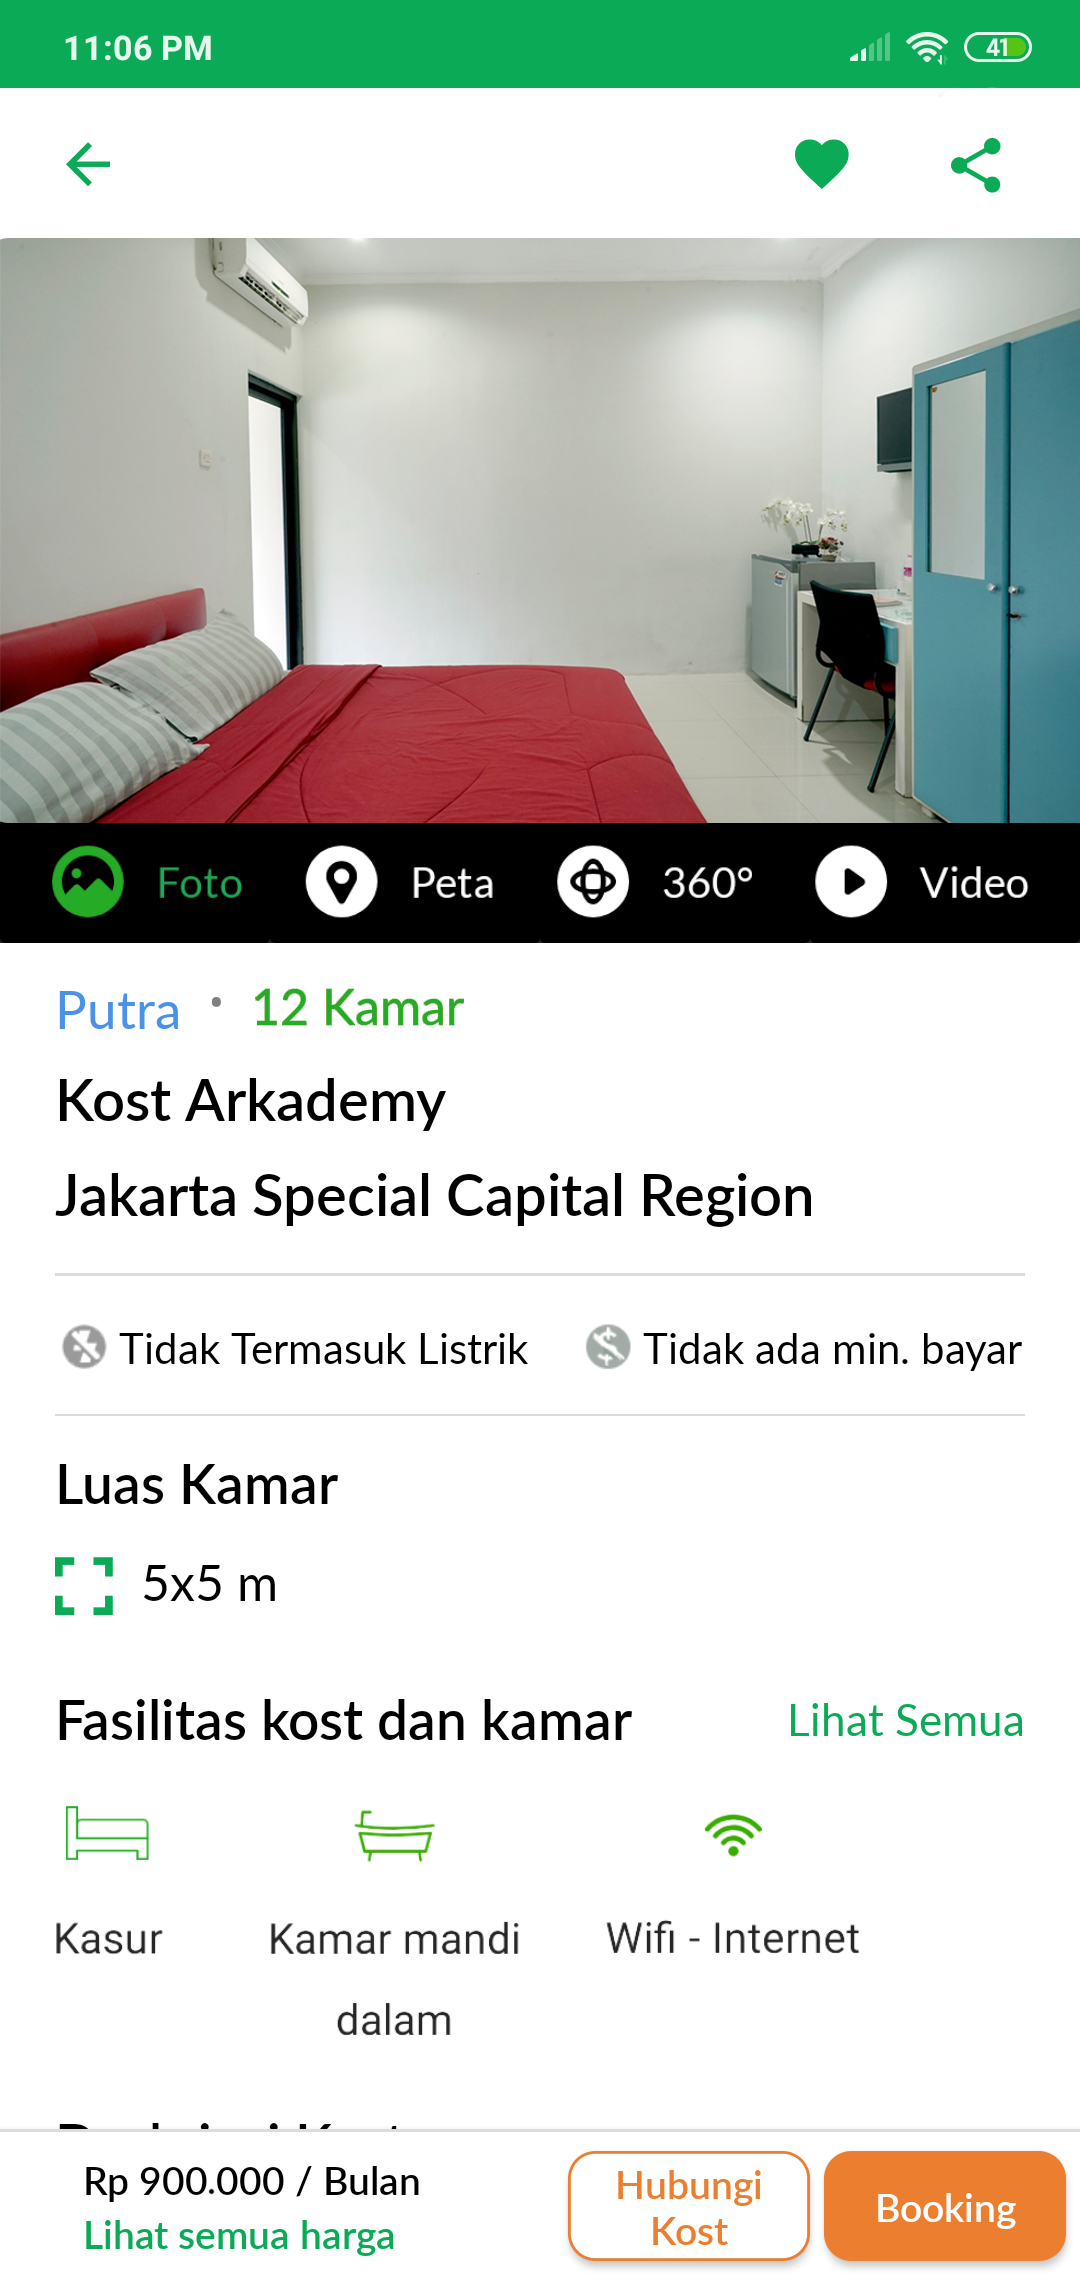 11:06 PM
41
Foto
Peta
360°
Video
Putra • 12 Kamar
Kost Arkademy
Jakarta Special Capital Region
Tidak Termasuk Listrik
Tidak ada min. bayar
Luas Kamar
5x5 m
Fasilitas kost dan kamar
Lihat Semua
Kasur
Kamar mandi
dalam
Wifi - Internet
Rp 900.000 / Bulan
Lihat semua harga
Hubungi
Kost
Booking